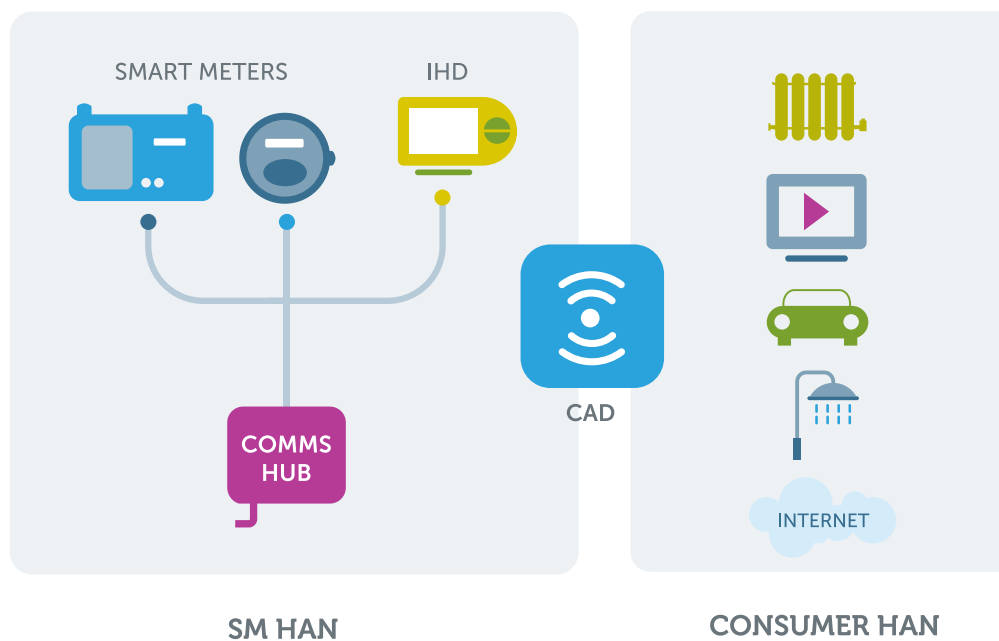 SMART METERS
IHD
COMMS
HUB
CAD
INTERNET
SM HAN
CONSUMER HAN